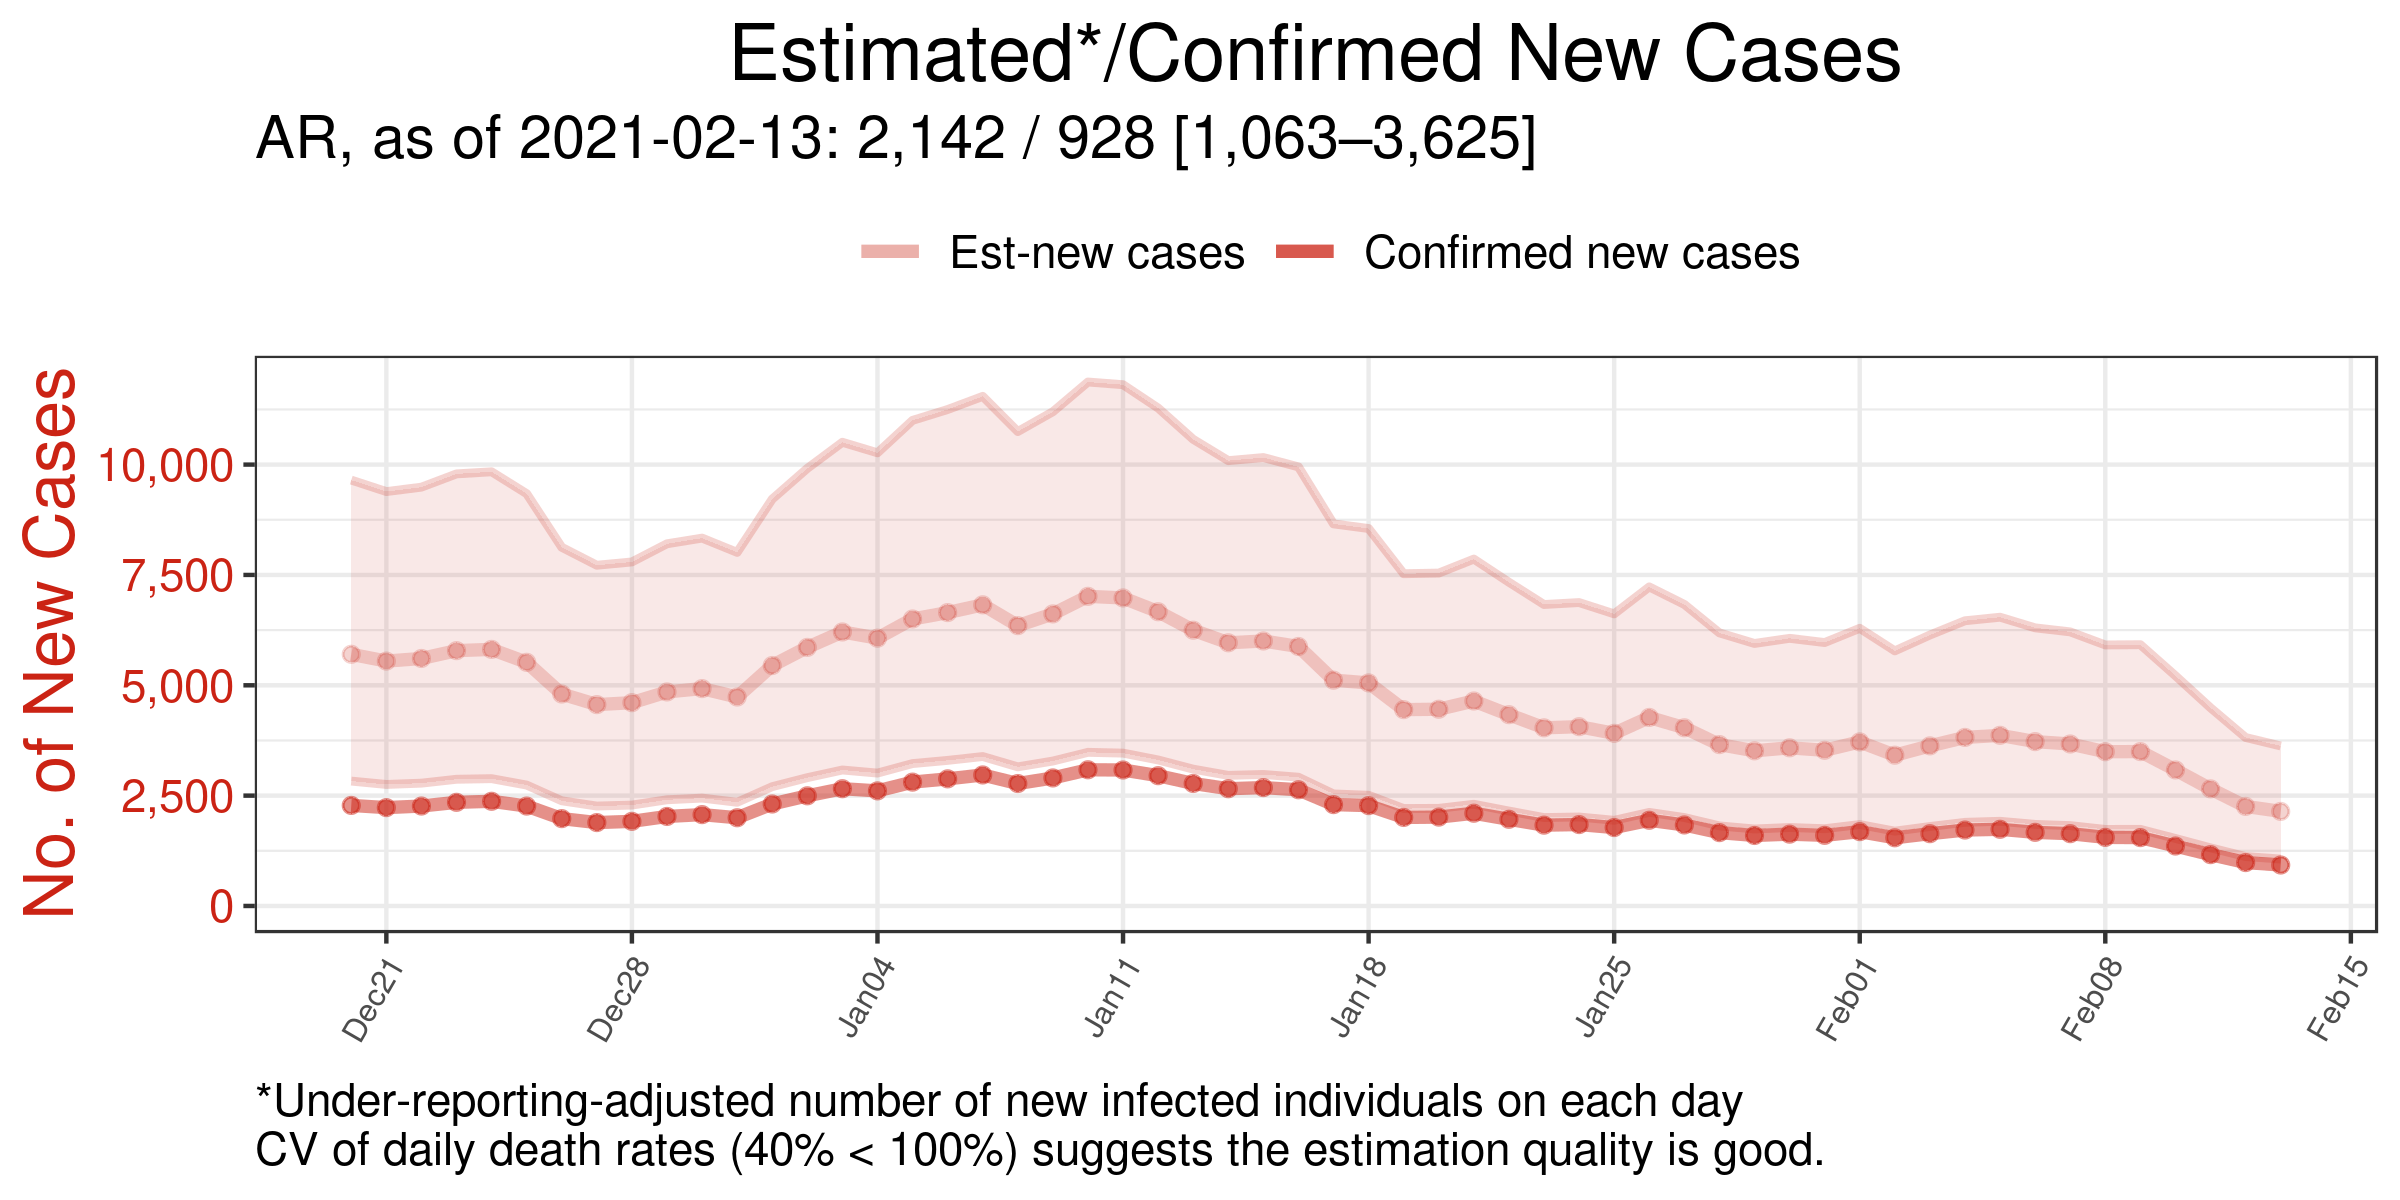 Estimated*/Confirmed New Cases
AR, as of 2021-02-13: 2,142 / 928 [1,063–3,625]
Est-new cases
Confirmed new cases
No. of New Cases
10,000
7,500
5,000
2,500
0
Dec21
Dec28
Jan04
Jan11
Jan18
Jan25
Feb01
Feb08
Feb15
*Under-reporting-adjusted number of new infected individuals on each day
CV of daily death rates (40% < 100%) suggests the estimation quality is good.